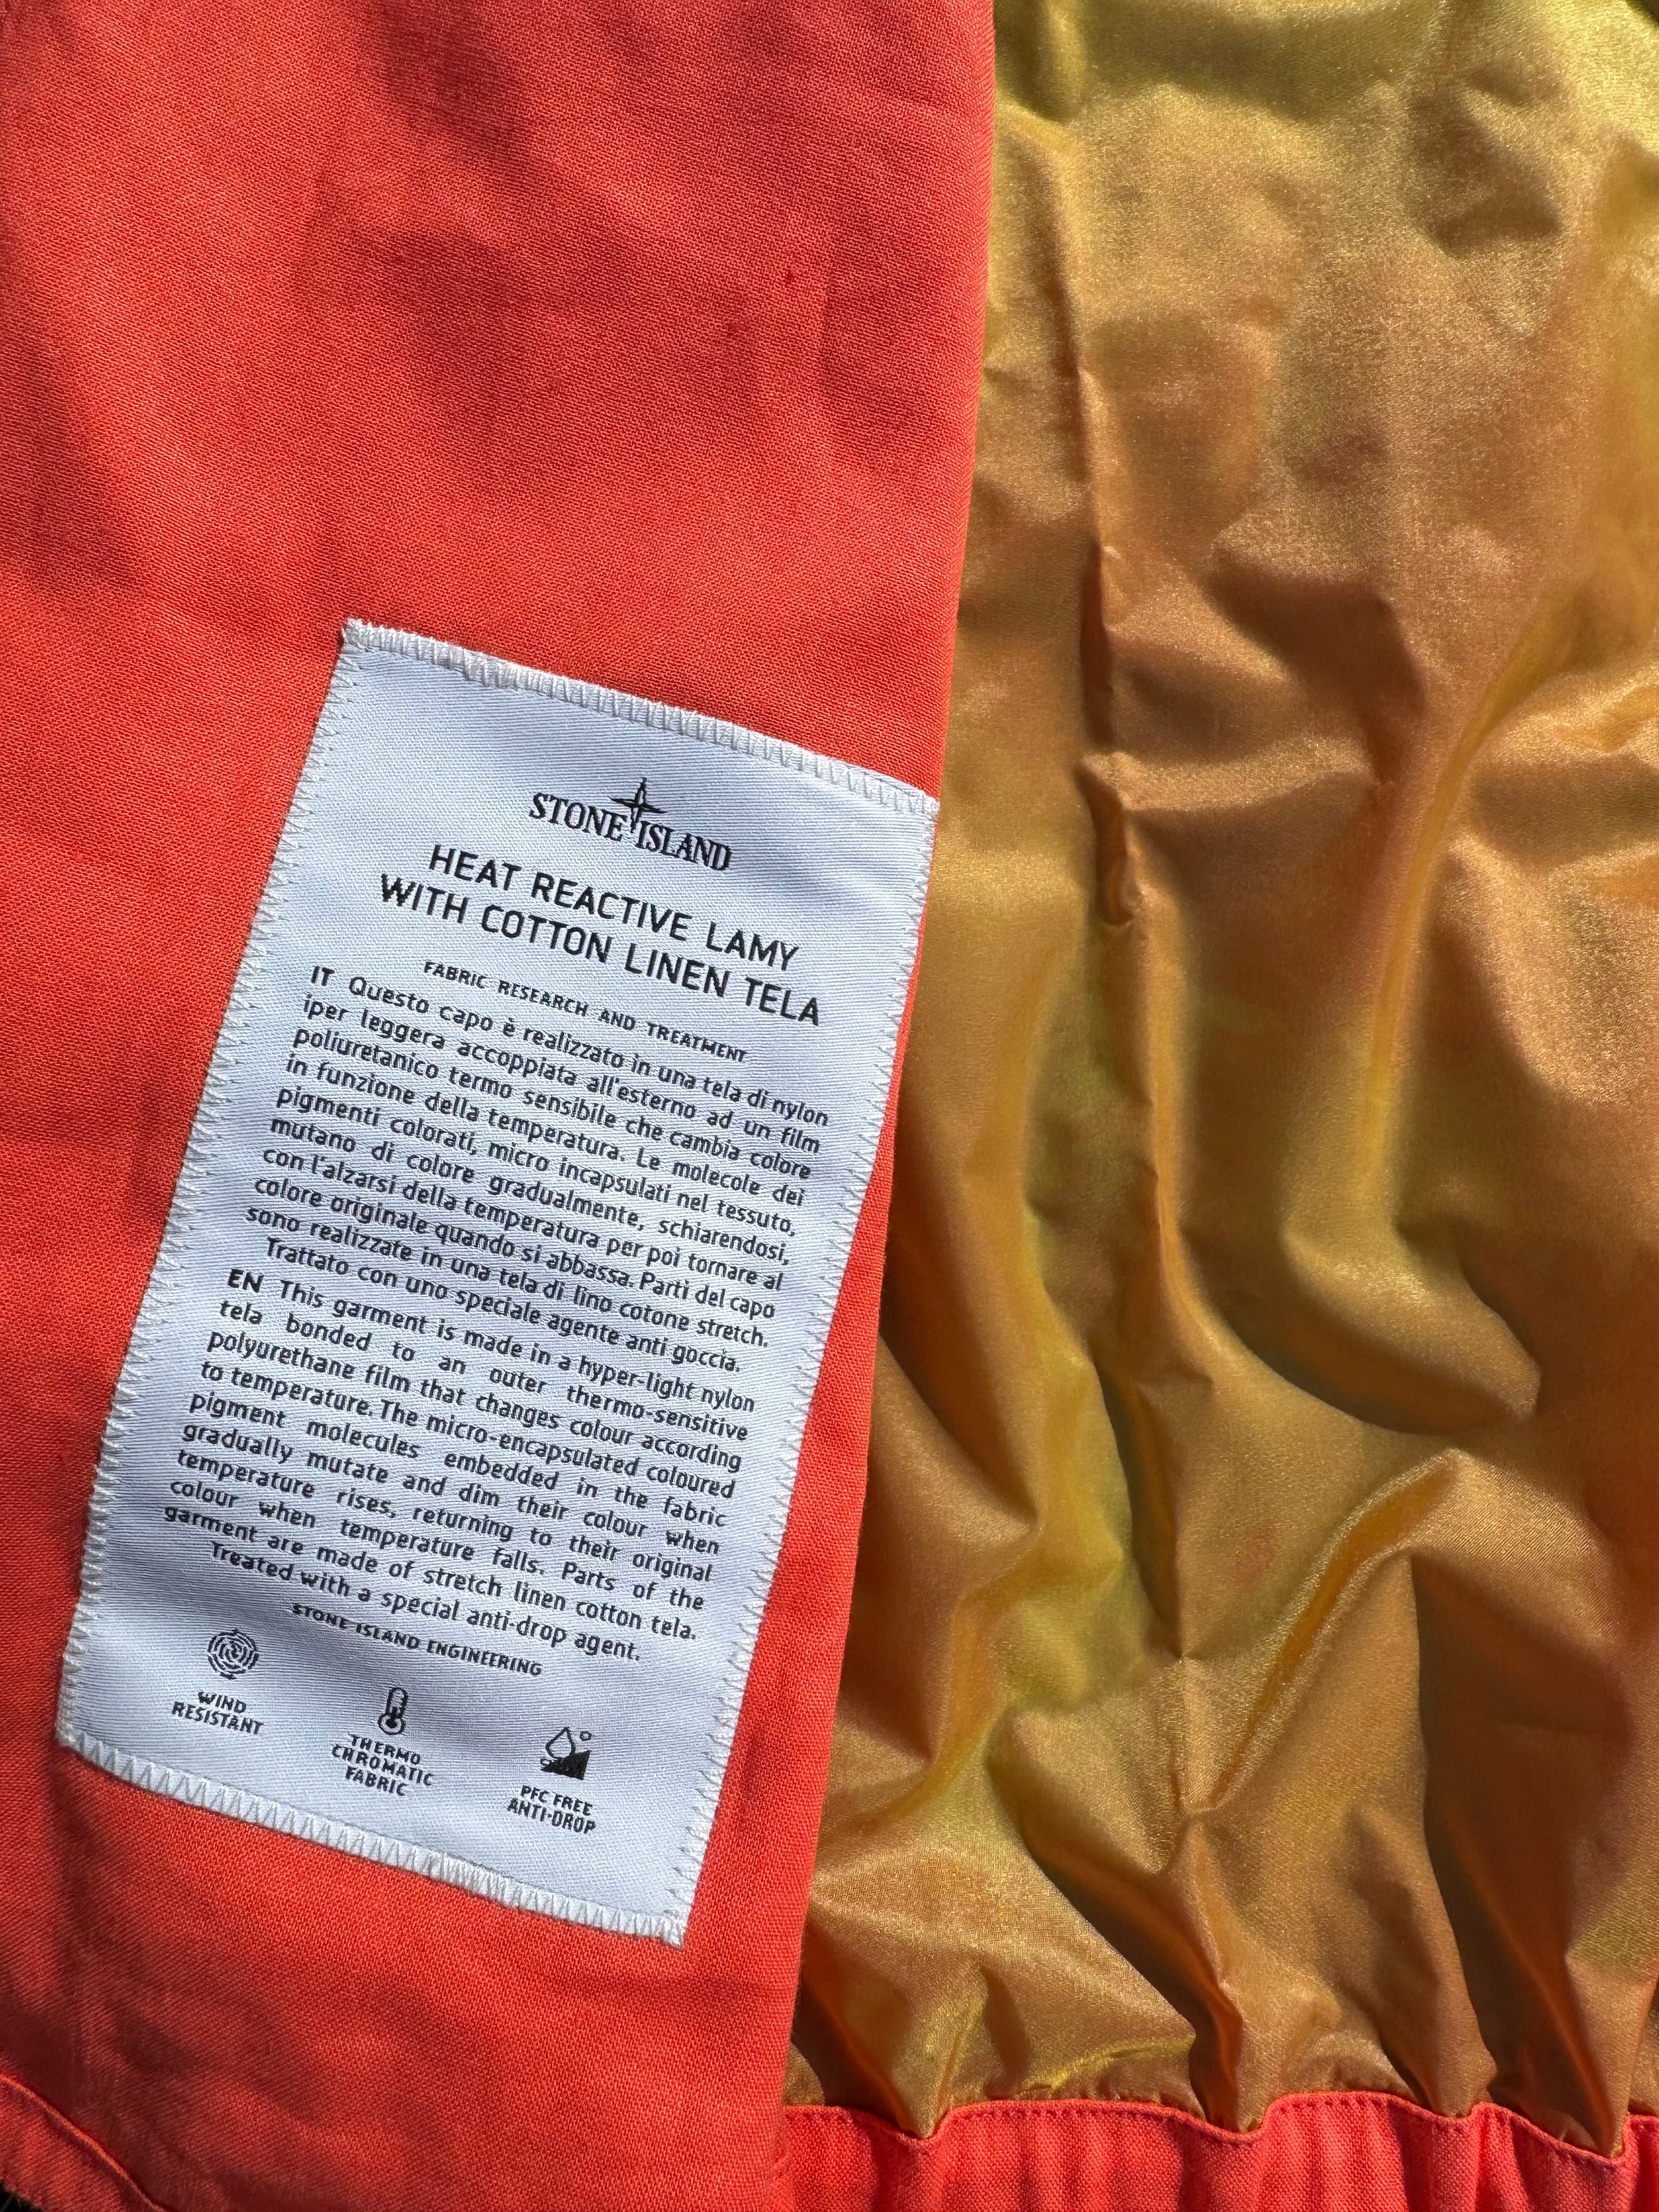 STONE ISLAND
HEAT REACTIVE LAMY
WITH COTTON LINEN TELA
FABRIC RESEARCH AND TREATMENT
IT Questo capo è realizzato in una tela di nylon
iper leggera accoppiata all'esterno ad un film
poliuretanico termo sensibile che cambia colore
in funzione della temperatura. Le molecole dei
pigmenti colorati, micro incapsulati nel tessuto,
mutano di colore gradualmente, schiarendosi,
con l'alzarsi della temperatura per poi tornare al
colore originale quando si abbassa. Parti del capo
sono realizzate in una tela di lino cotone stretch.
Trattato con uno speciale agente anti goccia.
EN This garment is made in a hyper-light nylon
tela bonded to an outer thermo-sensitive
polyurethane film that changes colour according
to temperature. The micro-encapsulated coloured
pigment molecules embedded in the fabric
gradually mutate and dim their colour when
temperature rises, returning to their original
colour when temperature falls. Parts of the
garment are made of stretch linen cotton tela.
Treated with a special anti-drop agent.
STONE ISLAND ENGINEERING
WIND
RESISTANT
THERMO
CHROMATIC
FABRIC
PFC FREE
ANTI-DROP